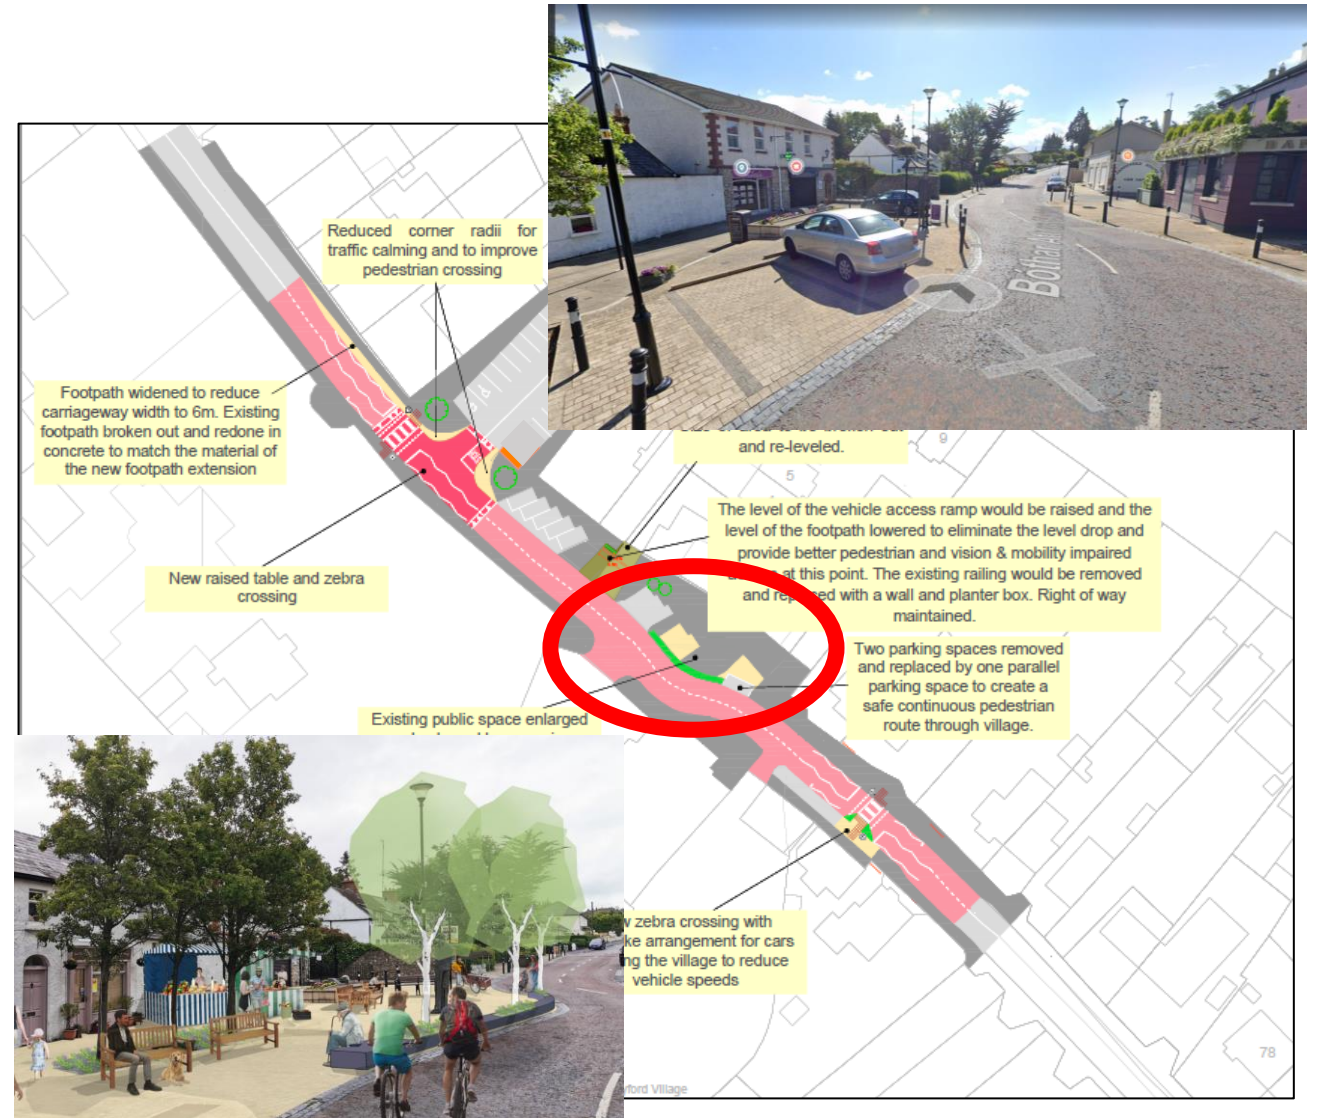 Bóthar
BA
Reduced corner radii for
traffic calming and to improve
pedestrian crossing
Footpath widened to reduce
carriageway width to 6m. Existing
footpath broken out and redone in
concrete to match the material of
the new footpath extension
New raised table and zebra
crossing
and re-leveled.
9
5
The level of the vehicle access ramp would be raised and the
level of the footpath lowered to eliminate the level drop and
provide better pedestrian and vision & mobility impaired
at this point. The existing railing would be removed
and with a wall and planter box. Right of way
maintained.
Two parking spaces removed
and replaced by one parallel
parking space to create a
safe continuous pedestrian
route through village.
Existing public space enlarged
zebra crossing with
arrangement for cars
the village to reduce
vehicle speeds
78
Village